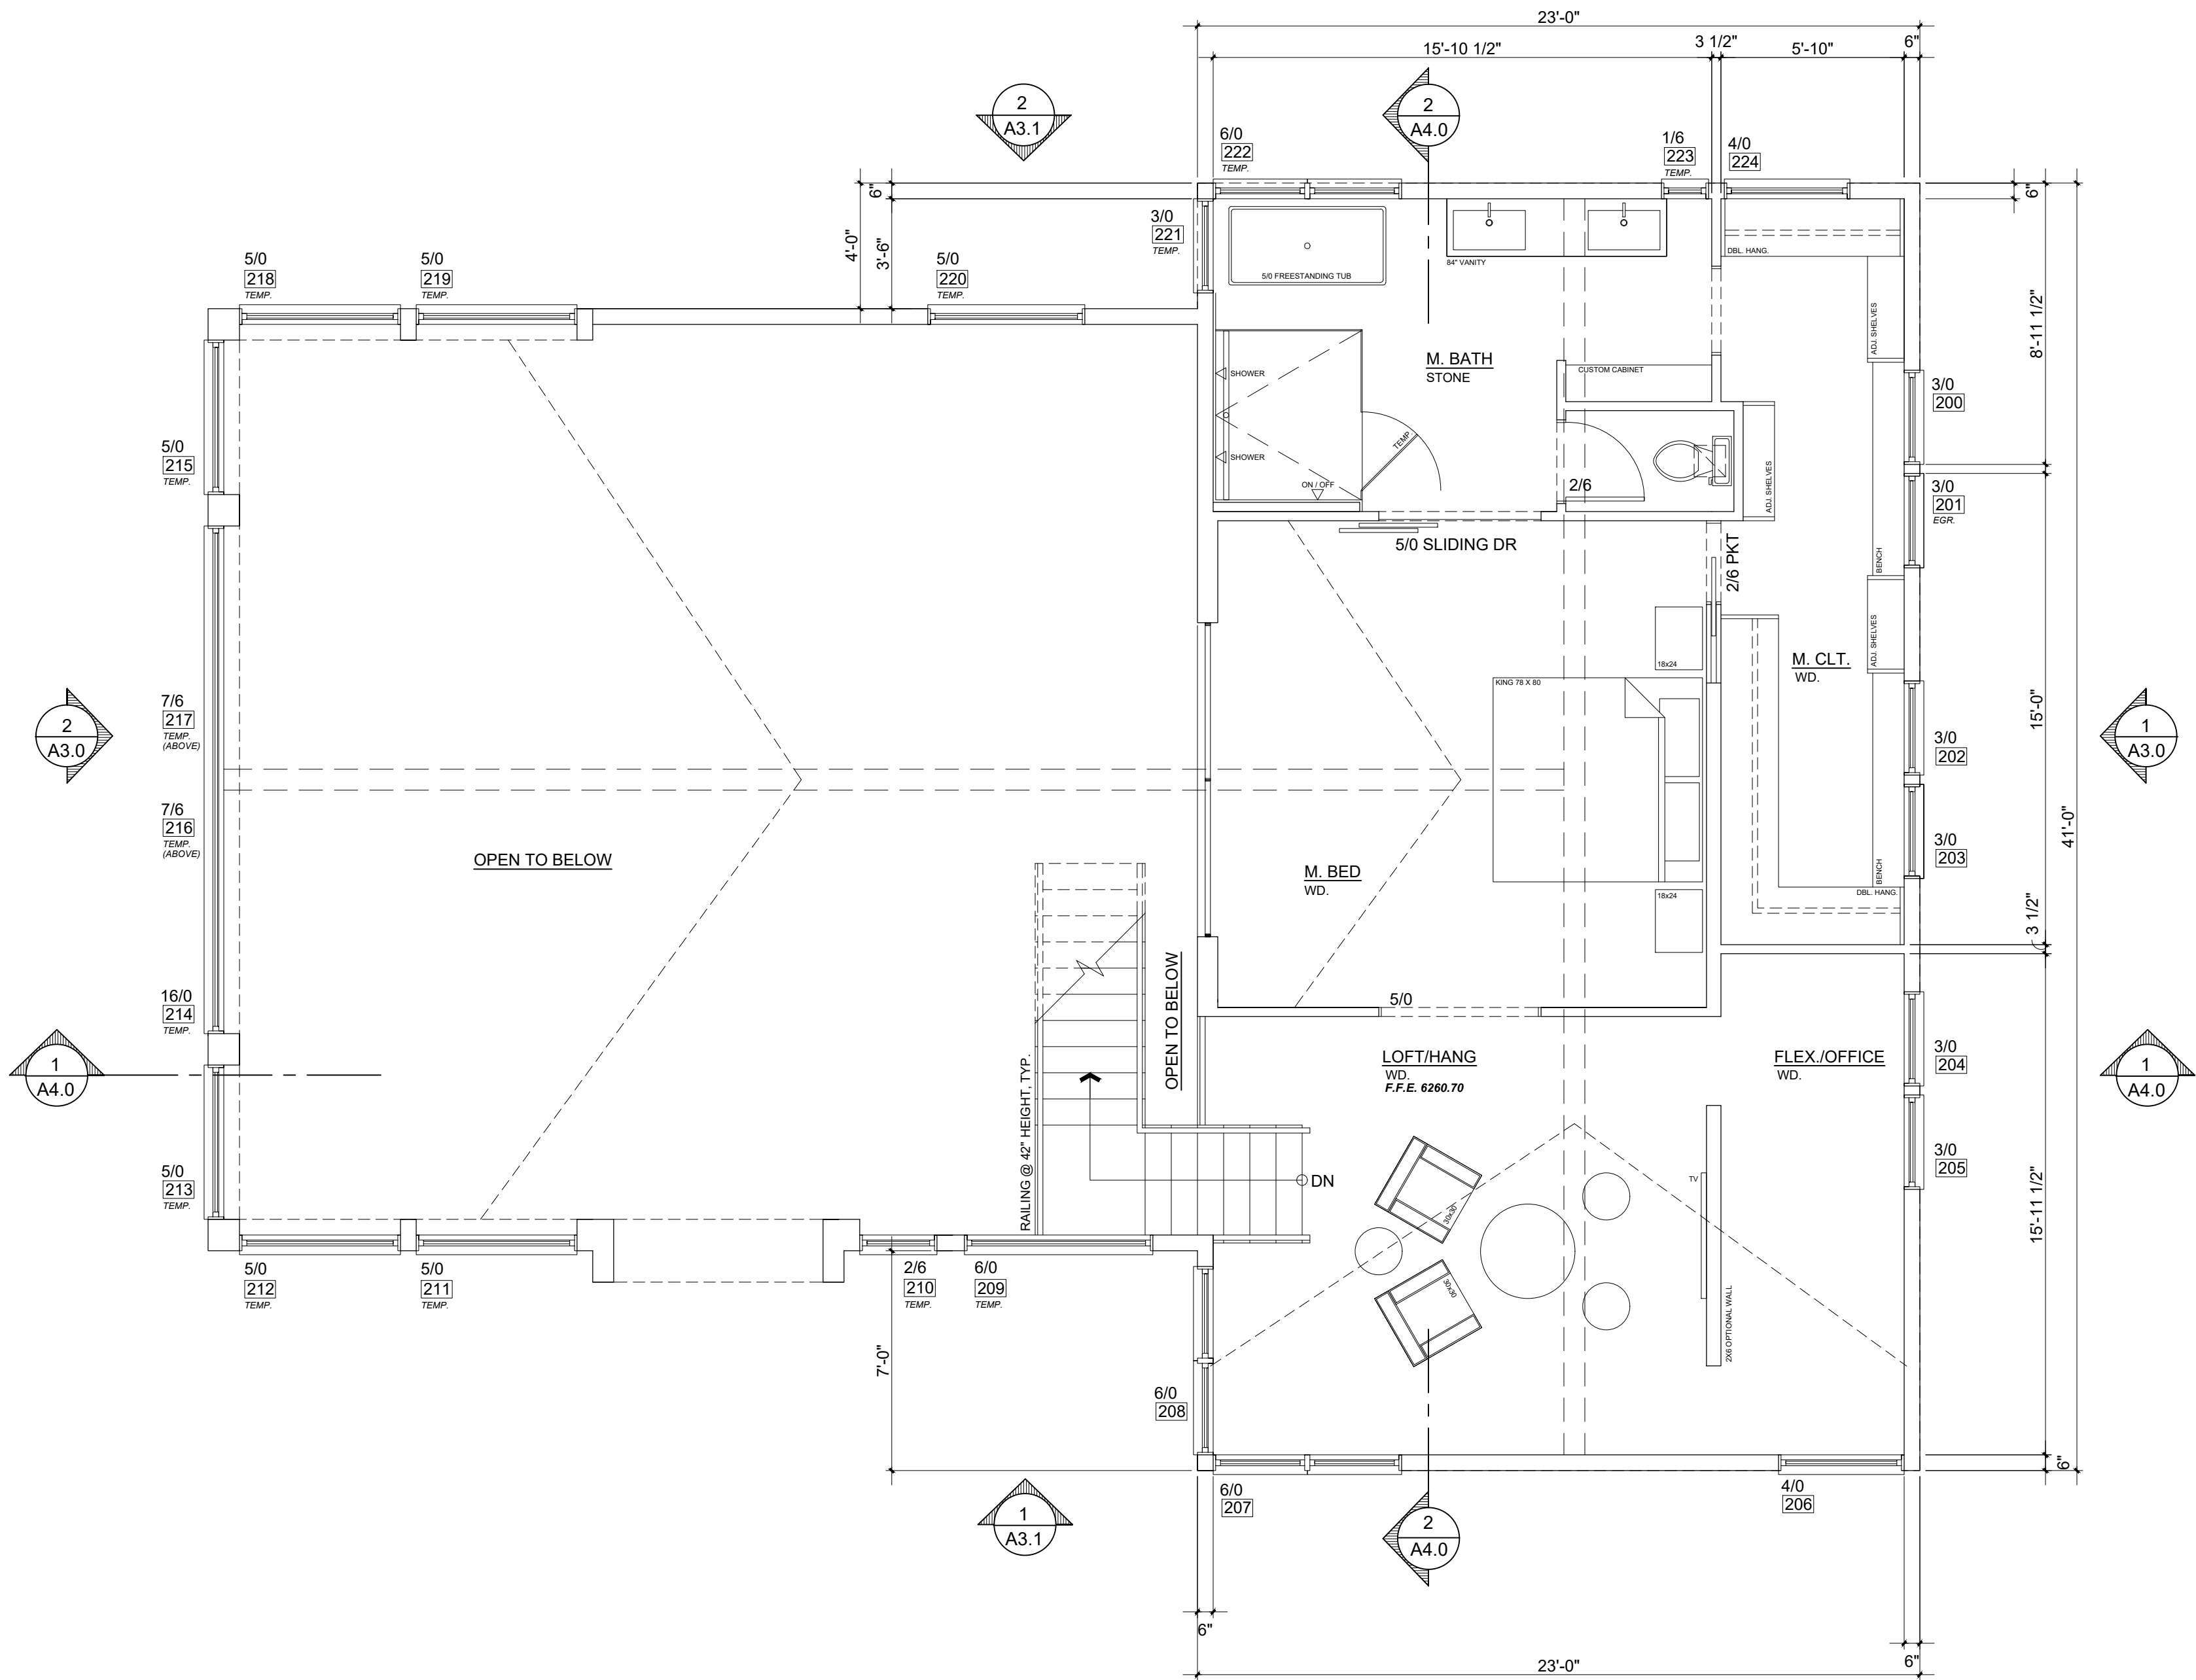 23'-0"
15'-10 1/2"
3 1/2"
5'-10"
6"
2
A3.1
2
A4.0
6/0
222
TEMP.
1/6
223
TEMP.
4/0
224
6"
4'-0"
3'-6"
3/0
221
TEMP.
6"
5/0
218
TEMP.
5/0
219
TEMP.
5/0
220
TEMP.
5/0 FREESTANDING TUB
84" VANITY
DBL. HANG.
ADJ. SHELVES
8'-11 1/2"
M. BATH
STONE
SHOWER
CUSTOM CABINET
3/0
200
5/0
215
TEMP.
TEMP.
SHOWER
ON / OFF
2/6
ADJ. SHELVES
3/0
201
EGR.
5/0 SLIDING DR
2/6 PKT
BENCH
18x24
ADJ. SHELVES
M. CLT.
WD.
KING 78 X 80
7/6
217
TEMP.
(ABOVE)
2
A3.0
15'-0"
3/0
202
1
A3.0
7/6
216
TEMP.
(ABOVE)
41'-0"
3/0
203
OPEN TO BELOW
M. BED
WD.
BENCH
18x24
DBL. HANG.
3 1/2"
16/0
214
TEMP.
OPEN TO BELOW
5/0
1
A4.0
LOFT/HANG
WD.
F.F.E. 6260.70
FLEX./OFFICE
WD.
3/0
204
1
A4.0
RAILING @ 42" HEIGHT, TYP.
5/0
213
TEMP.
DN
30x30
TV
3/0
205
15'-11 1/2"
5/0
212
TEMP.
5/0
211
TEMP.
2/6
210
TEMP.
6/0
209
TEMP.
30x30
2X6 OPTIONAL WALL
7'-0"
6/0
208
6"
6/0
207
4/0
206
1
A3.1
2
A4.0
6"
23'-0"
6"